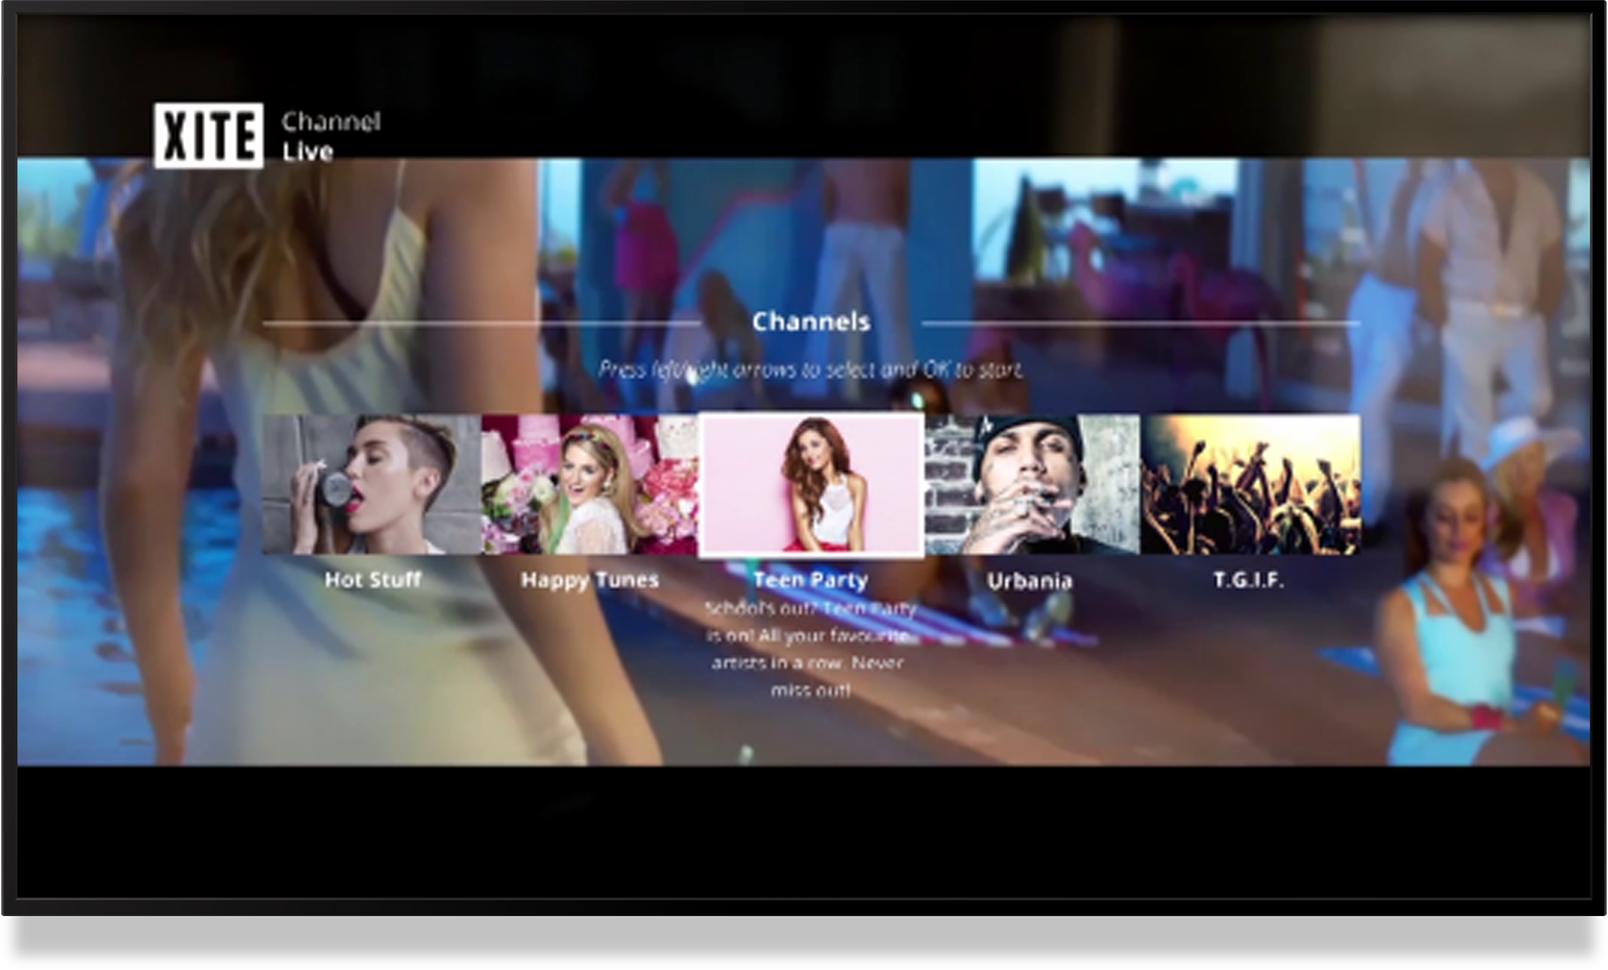 XITE
Channel
Live
Channels
Press left/right arrows to select and OK to start.
Hot Stuff
Happy Tunes
Teen Party
Urbania
T.G.I.F.
School's out? Teen Party
is on! All your favourite
artists in a row. Never
miss out!